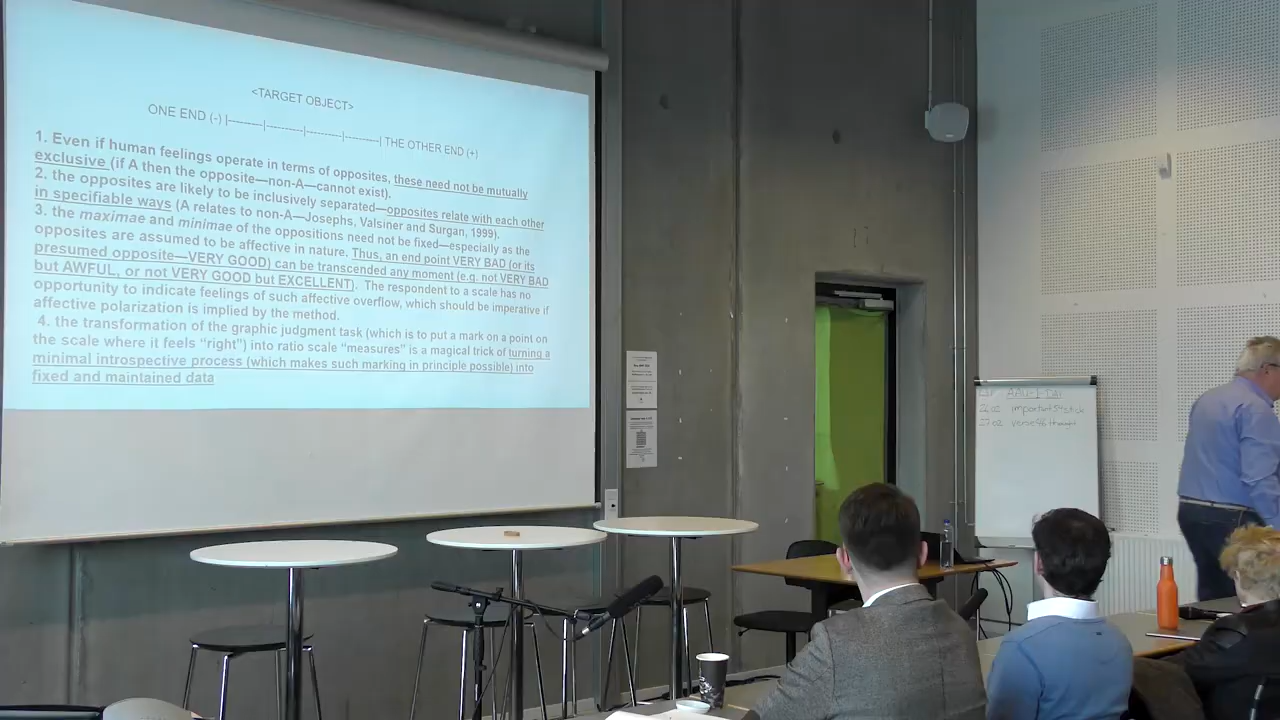 <TARGET OBJECT>
ONE END (-) |---------|----------|----------|---------| THE OTHER END (+)
1. Even if human feelings operate in terms of opposites, these need not be mutually
exclusive (if A then the opposite—non-A—cannot exist).
2. the opposites are likely to be inclusively separated—opposites relate with each other
in specifiable ways (A relates to non-A—Josephs, Valsiner and Surgan, 1999).
3. the maximae and minimae of the oppositions need not be fixed—especially as the
opposites are assumed to be affective in nature. Thus, an end point VERY BAD (or its
presumed opposite—VERY GOOD) can be transcended any moment (e.g. not VERY BAD
but AWFUL, or not VERY GOOD but EXCELLENT). The respondent to a scale has no
opportunity to indicate feelings of such affective overflow, which should be imperative if
affective polarization is implied by the method.
4. the transformation of the graphic judgment task (which is to put a mark on a point on
the scale where it feels “right”) into ratio scale “measures” is a magical trick of turning a
minimal introspective process (which makes such marking in principle possible) into
fixed and maintained data